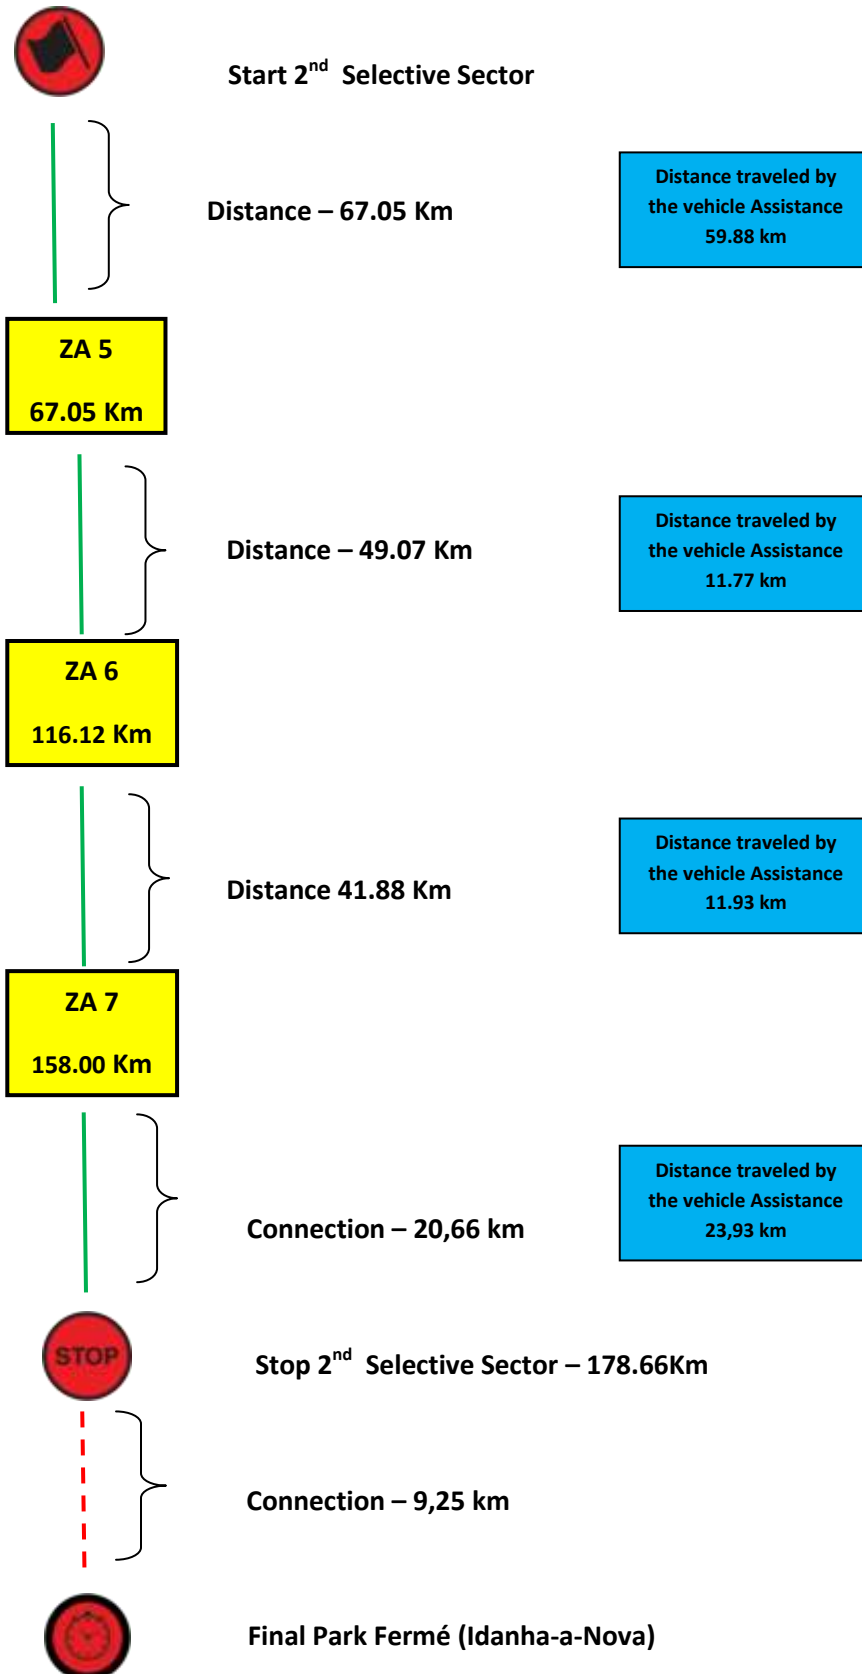 Start 2nd Selective Sector
Distance – 67.05 Km
Distance traveled by
the vehicle Assistance
59.88 km
ZA 5
67.05 Km
Distance – 49.07 Km
Distance traveled by
the vehicle Assistance
11.77 km
ZA 6
116.12 Km
Distance 41.88 Km
Distance traveled by
the vehicle Assistance
11.93 km
ZA 7
158.00 Km
Connection – 20,66 km
Distance traveled by
the vehicle Assistance
23,93 km
STOP
Stop 2nd Selective Sector – 178.66Km
Connection – 9,25 km
Final Park Fermé (Idanha-a-Nova)